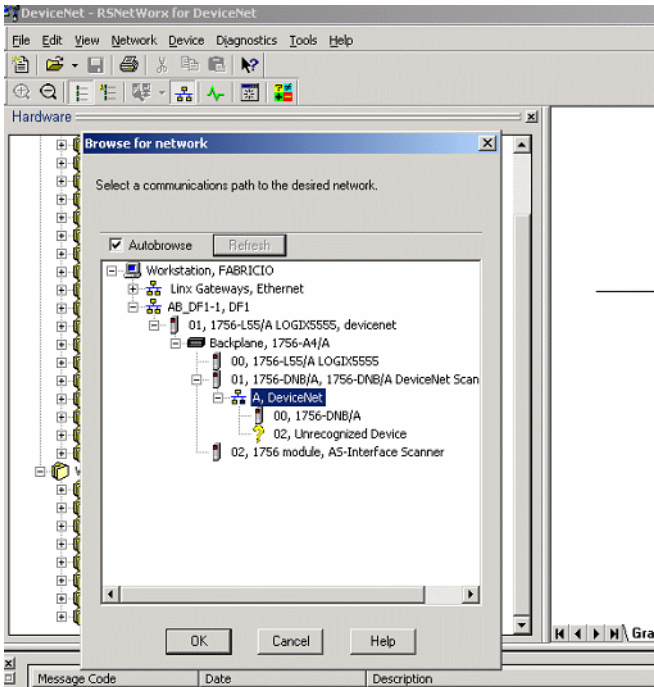 DeviceNet - RSNetWorx for DeviceNet
File Edit View Network Device Diagnostics Tools Help
Hardware
Browse for network
Select a communications path to the desired network.
Autobrowse Refresh
Workstation, FABRICIO
Linx Gateways, Ethernet
AB_DF1-1, DF1
01, 1756-L55/A LOGIX5555, devicenet
Backplane, 1756-A4/A
00, 1756-L55/A LOGIX5555
01, 1756-DNB/A, 1756-DNB/A DeviceNet Scan
A, DeviceNet
00, 1756-DNB/A
02, Unrecognized Device
02, 1756 module, AS-Interface Scanner
OK Cancel Help
Gra
Message Code Date Description